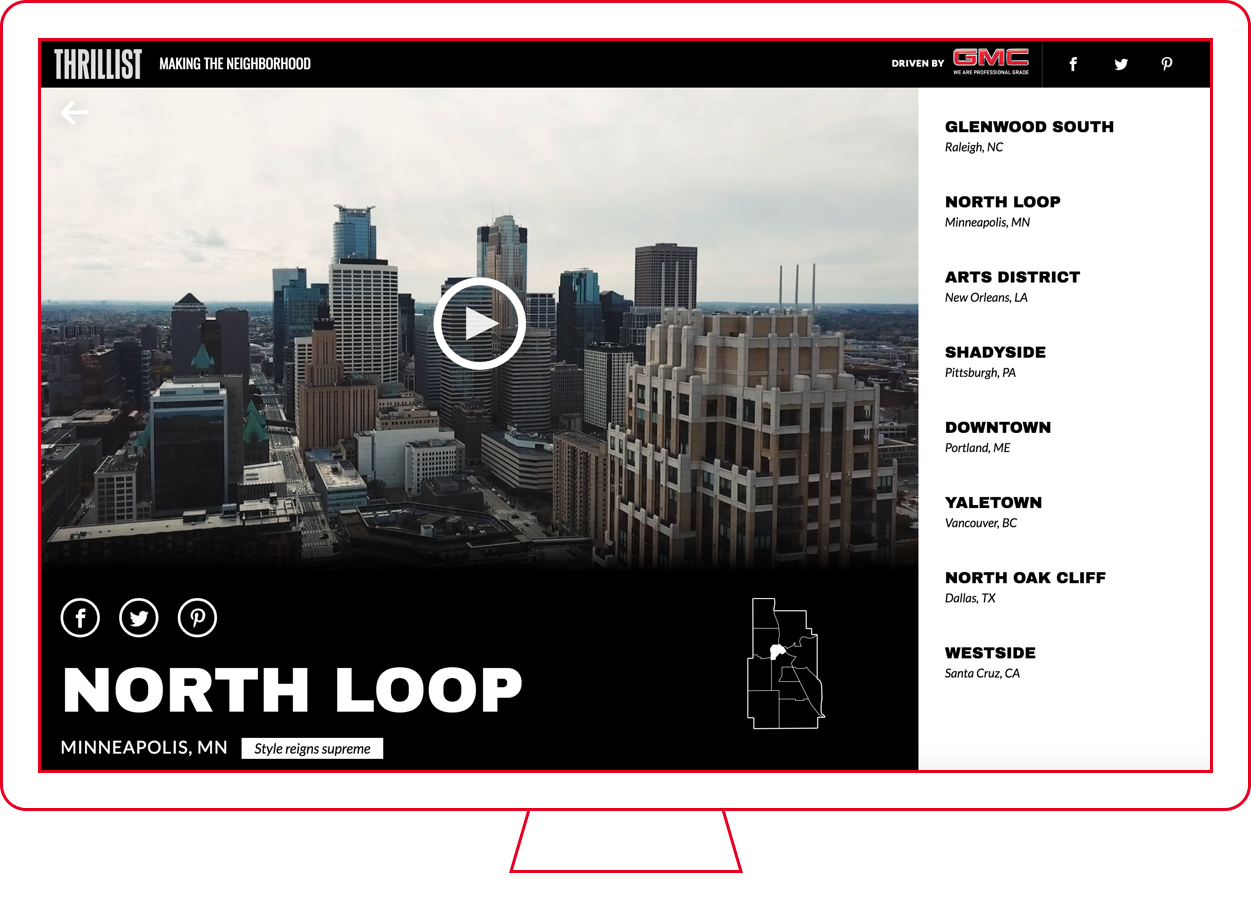 THRILLIST
MAKING THE NEIGHBORHOOD
DRIVEN BY
GMC
WE ARE PROFESSIONAL GRADE
NORTH LOOP
MINNEAPOLIS, MN
Style reigns supreme
GLENWOOD SOUTH
Raleigh, NC
NORTH LOOP
Minneapolis, MN
ARTS DISTRICT
New Orleans, LA
SHADYSIDE
Pittsburgh, PA
DOWNTOWN
Portland, ME
YALETOWN
Vancouver, BC
NORTH OAK CLIFF
Dallas, TX
WESTSIDE
Santa Cruz, CA